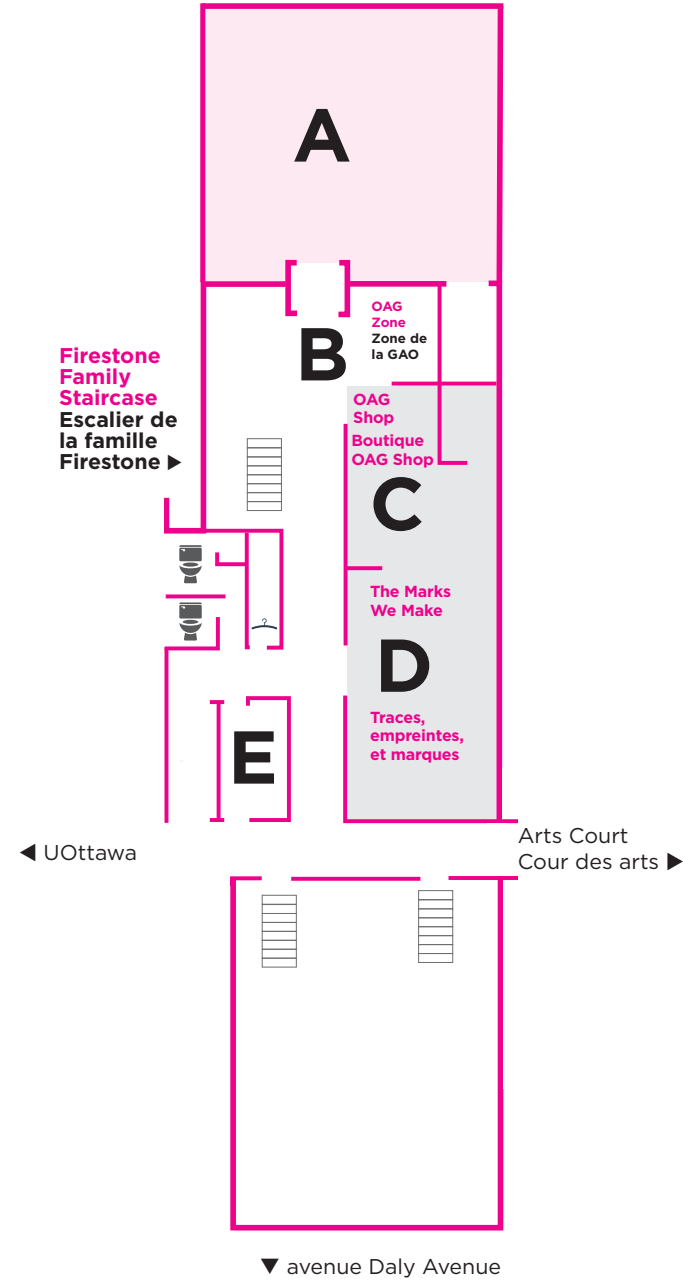 A
OAG
Zone
Zone de
la GAO
B
Firestone
Family
Staircase
Escalier de
la famille
Firestone ▶
OAG
Shop
Boutique
OAG Shop
C
?
The Marks
We Make
D
Traces,
empreintes,
et marques
E
◀ UOttawa
Arts Court
Cour des arts ▶
▼ avenue Daly Avenue